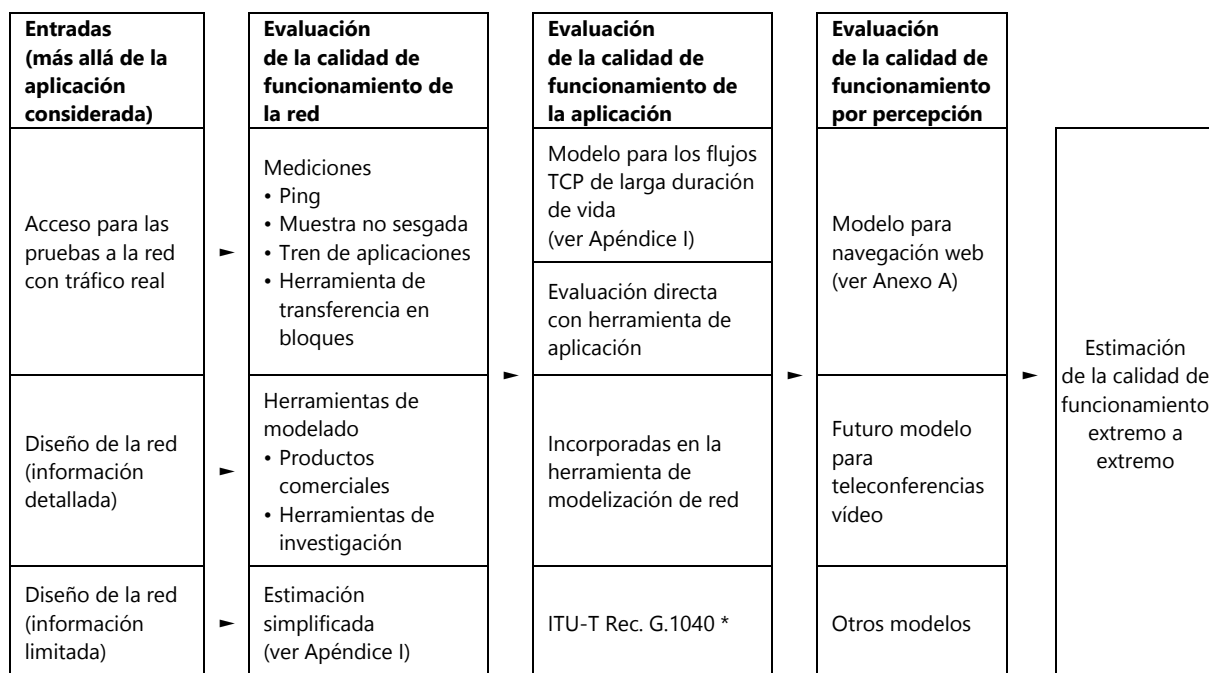 Entradas
(más allá de la
aplicación
considerada)
Evaluación
de la calidad de
funcionamiento de
la red
Evaluación
de la calidad de
funcionamiento de
la aplicación
Evaluación
de la calidad de
funcionamiento
por percepción
Acceso para las
pruebas a la red
con tráfico real
►
Mediciones
• Ping
• Muestra no sesgada
• Tren de aplicaciones
• Herramienta de
transferencia en
bloques
Modelo para los flujos
TCP de larga duración
de vida
(ver Apéndice I)
Evaluación directa
con herramienta de
aplicación
Modelo para
navegación web
(ver Anexo A)
Diseño de la red
(información
detallada)
►
Herramientas de
modelado
• Productos
comerciales
• Herramientas de
investigación
►
Incorporadas en la
herramienta de
modelización de red
►
Futuro modelo
para
teleconferencias
vídeo
►
Estimación
de la calidad de
funcionamiento
extremo a
extremo
Diseño de la red
(información
limitada)
►
Estimación
simplificada
(ver Apéndice I)
ITU-T Rec. G.1040 *
Otros modelos